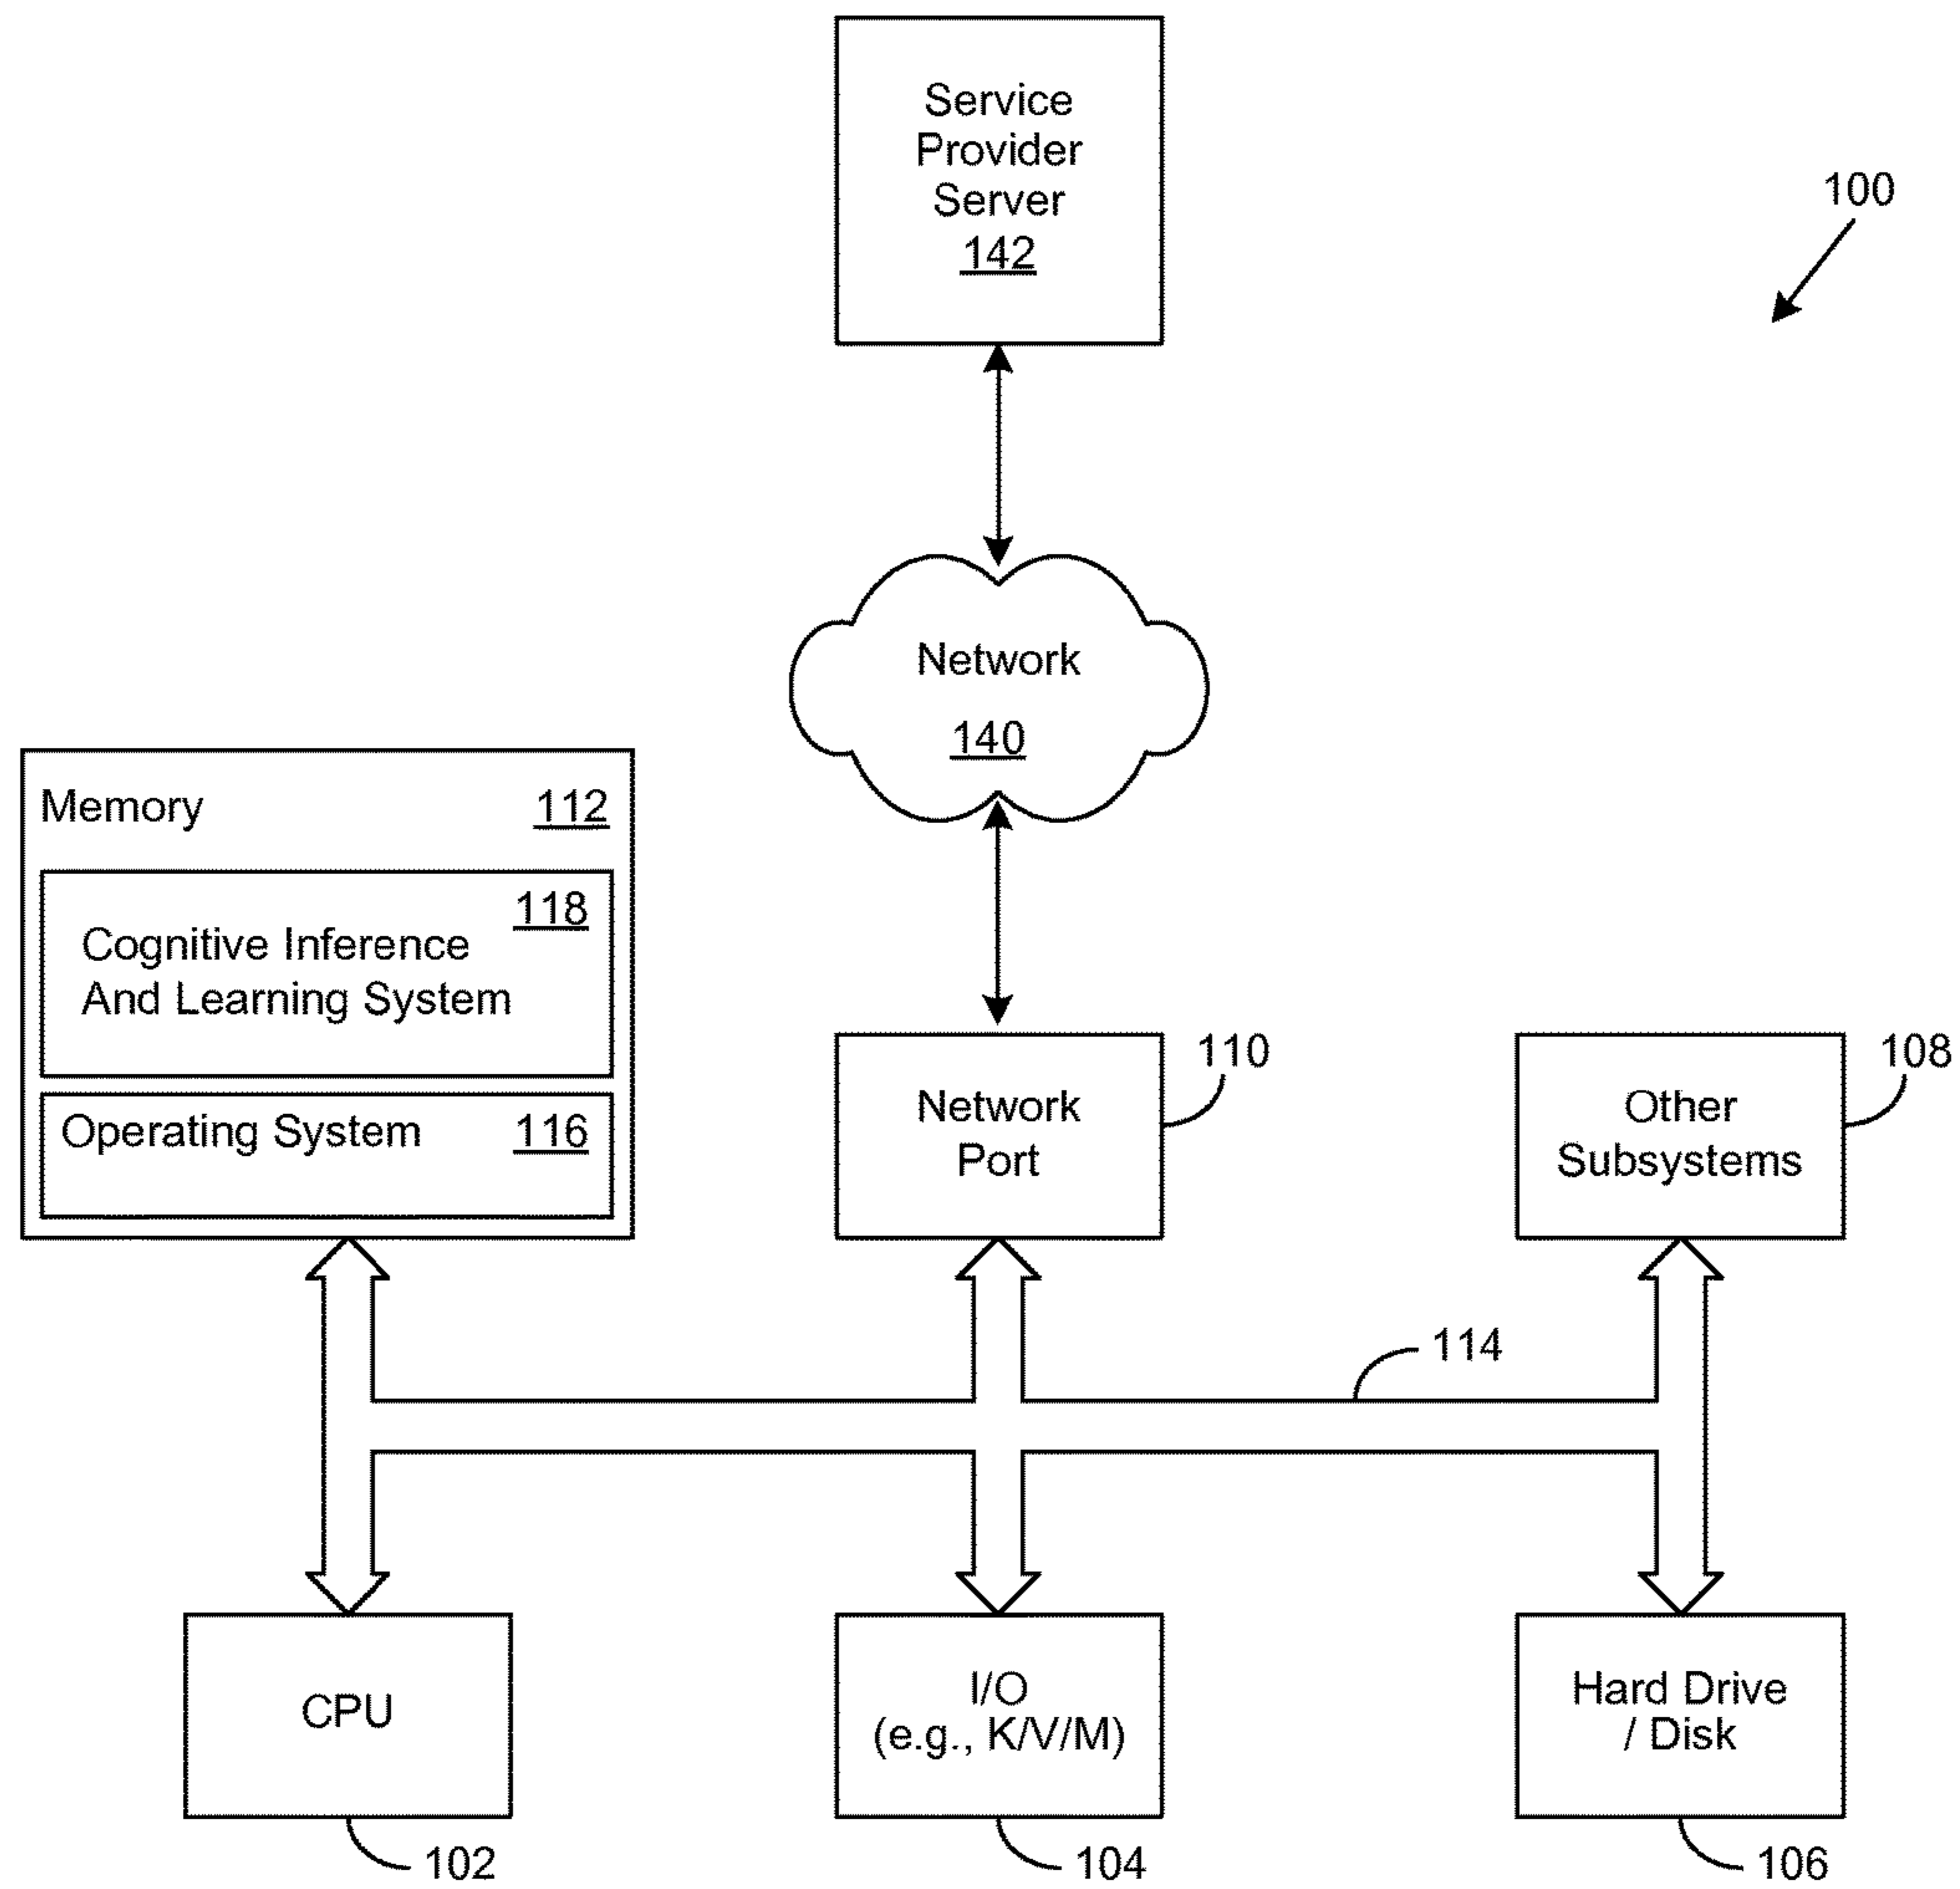 Service
Provider
Server
142
100
Network
140
Memory 112
118
Cognitive Inference
And Learning System
Operating System 116
Network
Port
110
Other
Subsystems
108
114
CPU
102
I/O
(e.g., K/V/M)
104
Hard Drive
/ Disk
106